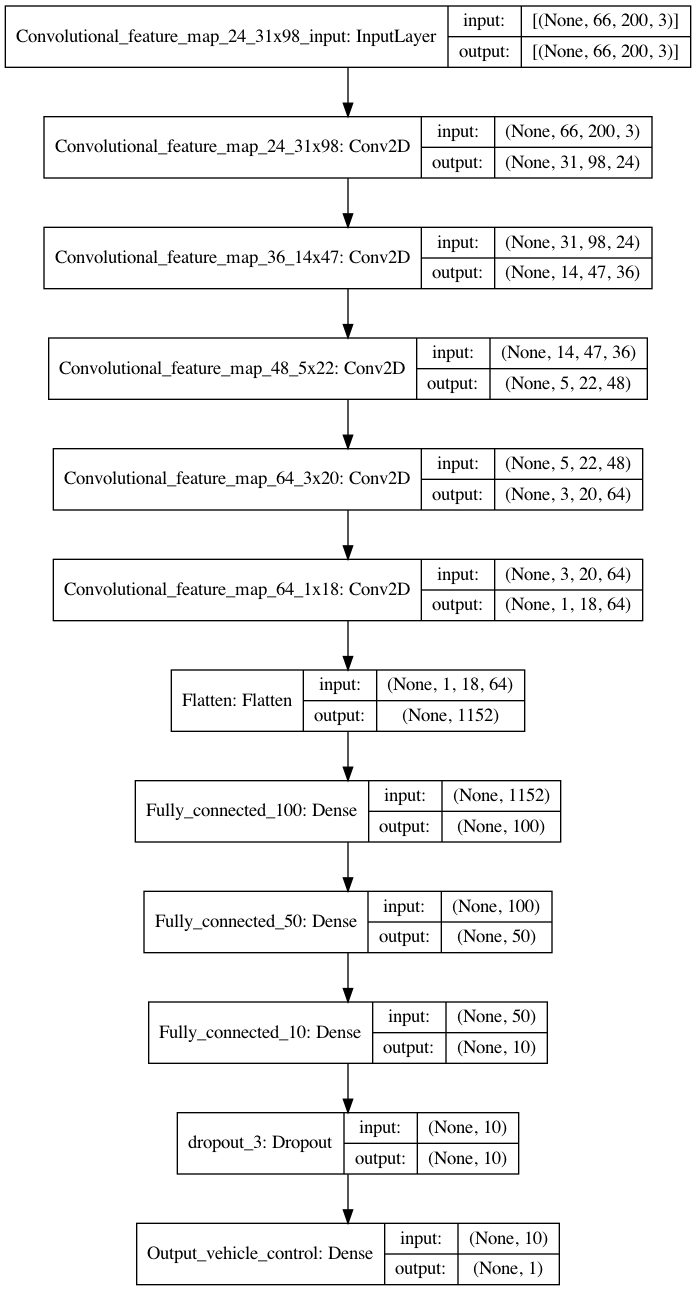 Convolutional_feature_map_24_31x98_input: InputLayer
input: [(None, 66, 200, 3)]
output: [(None, 66, 200, 3)]
Convolutional_feature_map_24_31x98: Conv2D
input: (None, 66, 200, 3)
output: (None, 31, 98, 24)
Convolutional_feature_map_36_14x47: Conv2D
input: (None, 31, 98, 24)
output: (None, 14, 47, 36)
Convolutional_feature_map_48_5x22: Conv2D
input: (None, 14, 47, 36)
output: (None, 5, 22, 48)
Convolutional_feature_map_64_3x20: Conv2D
input: (None, 5, 22, 48)
output: (None, 3, 20, 64)
Convolutional_feature_map_64_1x18: Conv2D
input: (None, 3, 20, 64)
output: (None, 1, 18, 64)
Flatten: Flatten
input: (None, 1, 18, 64)
output: (None, 1152)
Fully_connected_100: Dense
input: (None, 1152)
output: (None, 100)
Fully_connected_50: Dense
input: (None, 100)
output: (None, 50)
Fully_connected_10: Dense
input: (None, 50)
output: (None, 10)
dropout_3: Dropout
input: (None, 10)
output: (None, 10)
Output_vehicle_control: Dense
input: (None, 10)
output: (None, 1)